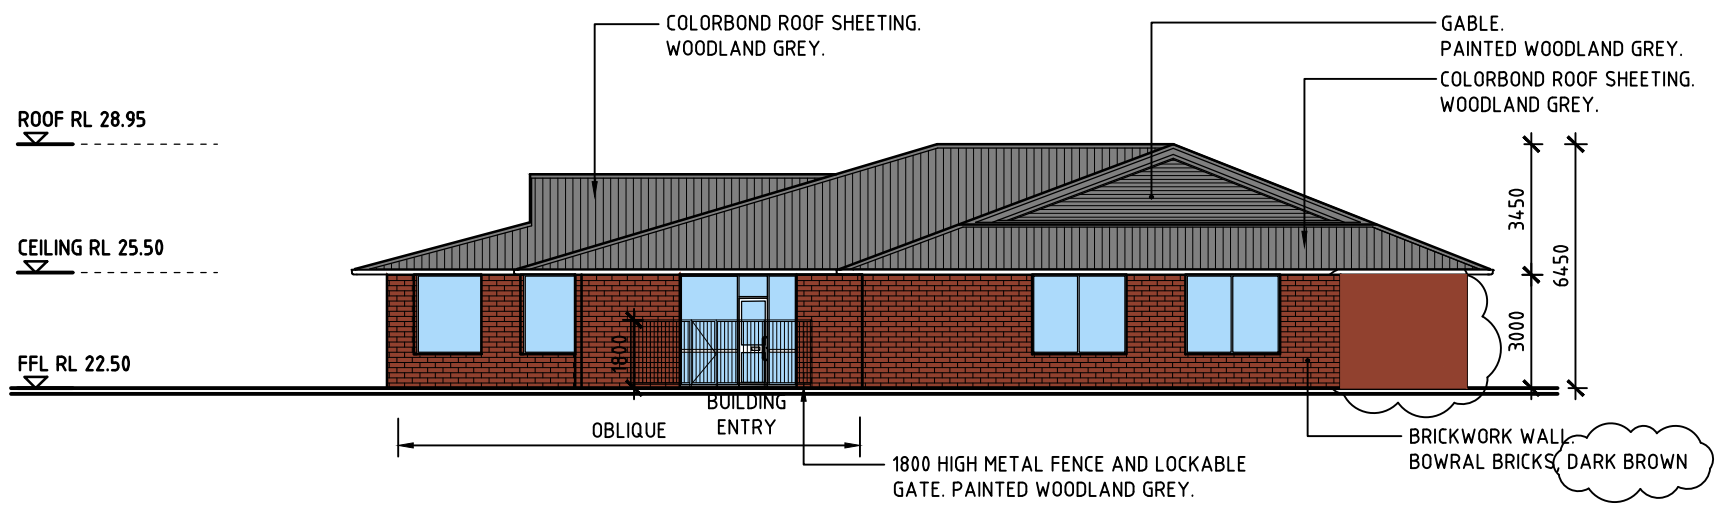 COLORBOND ROOF SHEETING.
WOODLAND GREY.
GABLE.
PAINTED WOODLAND GREY.
COLORBOND ROOF SHEETING.
WOODLAND GREY.
ROOF RL 28.95
CEILING RL 25.50
FFL RL 22.50
3450
6450
3000
1800
BUILDING
ENTRY
OBLIQUE
BRICKWORK WALL.
BOWRAL BRICKS, DARK BROWN
1800 HIGH METAL FENCE AND LOCKABLE
GATE. PAINTED WOODLAND GREY.